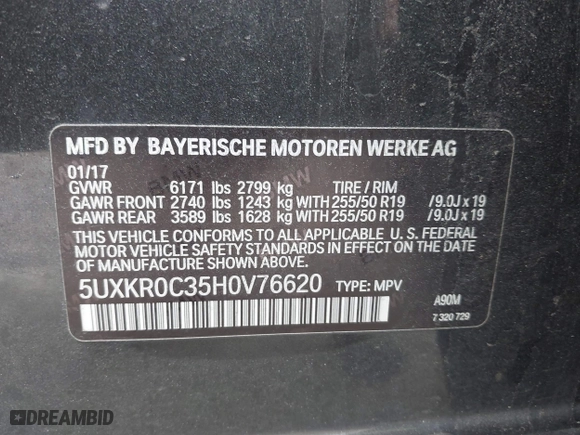 MFD BY BAYERISCHE MOTOREN WERKE AG
01/17
GVWR 6171 lbs 2799 kg TIRE / RIM
GAWR FRONT 2740 lbs 1243 kg WITH 255/50 R19 /9.0J x 19
GAWR REAR 3589 lbs 1628 kg WITH 255/50 R19 /9.0J x 19
THIS VEHICLE CONFORMS TO ALL APPLICABLE U. S. FEDERAL
MOTOR VEHICLE SAFETY STANDARDS IN EFFECT ON THE DATE
OF MANUFACTURE SHOWN ABOVE.
5UXKR0C35H0V76620 TYPE: MPV
A90M
7 320 729
DREAMBID